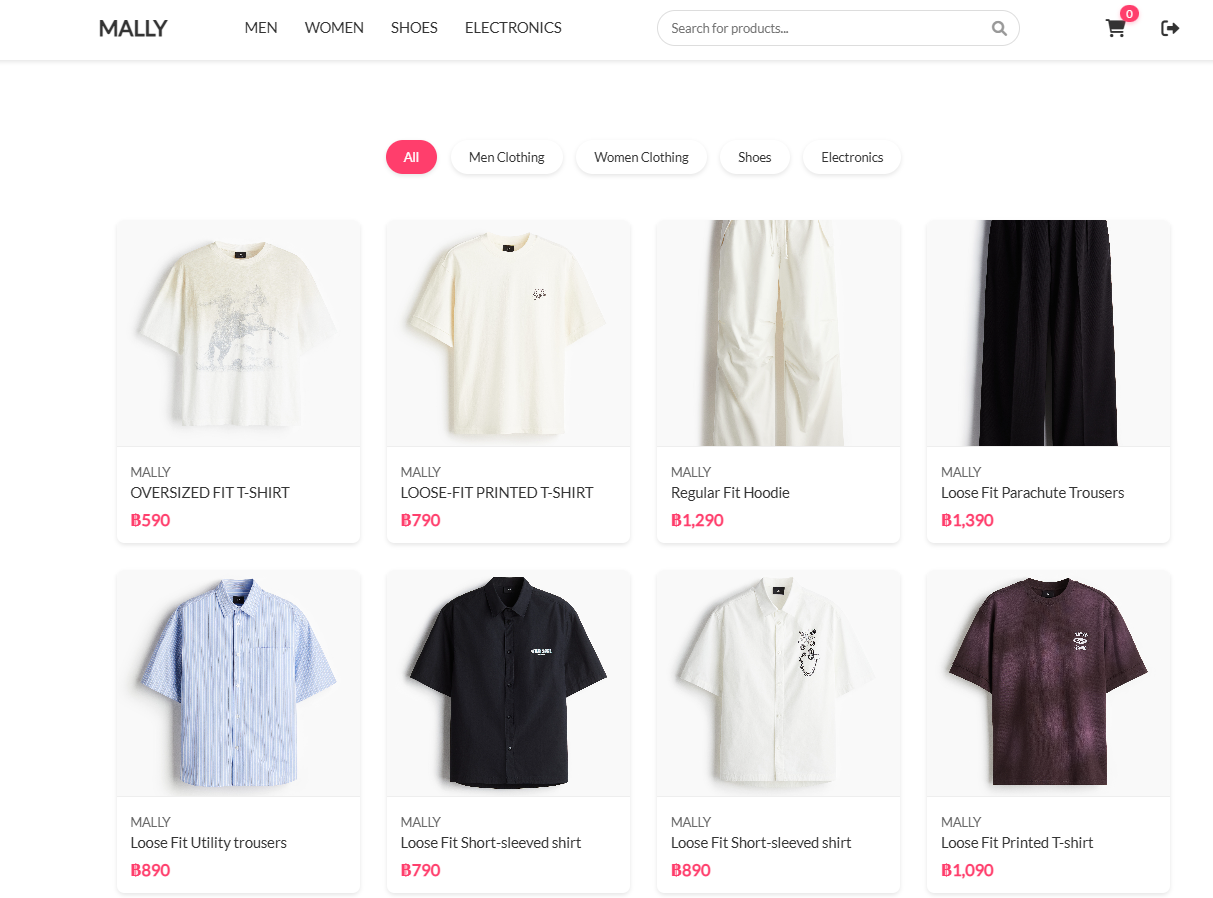 MALLY
MEN WOMEN SHOES ELECTRONICS
Search for products...
0
All Men Clothing Women Clothing Shoes Electronics
MALLY
OVERSIZED FIT T-SHIRT
฿590
MALLY
LOOSE-FIT PRINTED T-SHIRT
฿790
MALLY
Regular Fit Hoodie
฿1,290
MALLY
Loose Fit Parachute Trousers
฿1,390
MALLY
Loose Fit Utility trousers
฿890
MALLY
Loose Fit Short-sleeved shirt
฿790
MALLY
Loose Fit Short-sleeved shirt
฿890
MALLY
Loose Fit Printed T-shirt
฿1,090